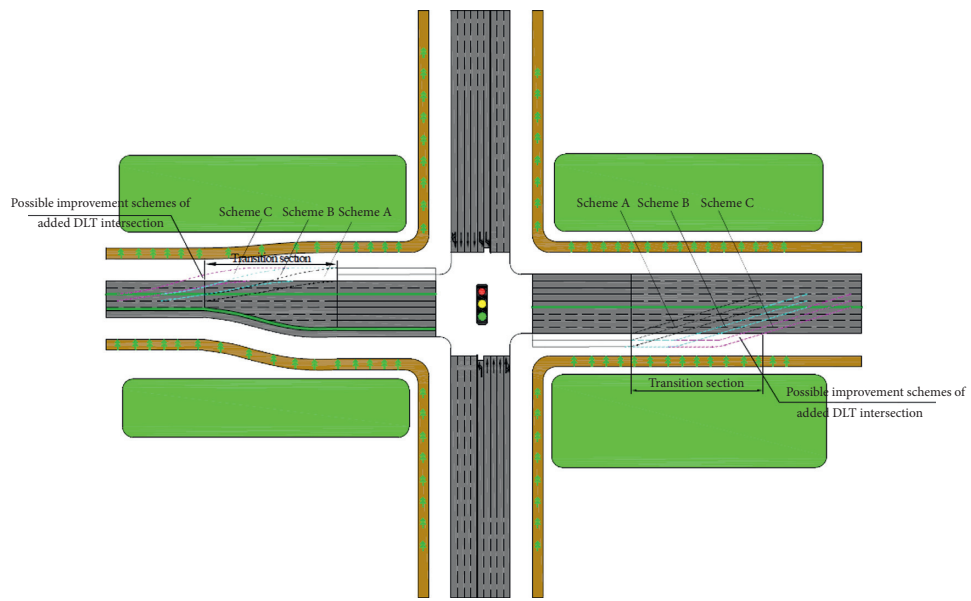 Possible improvement schemes of
added DLT intersection
Scheme C
Scheme B
Scheme A
Transition section
Scheme A
Scheme B
Scheme C
Transition section
Possible improvement schemes of
added DLT intersection